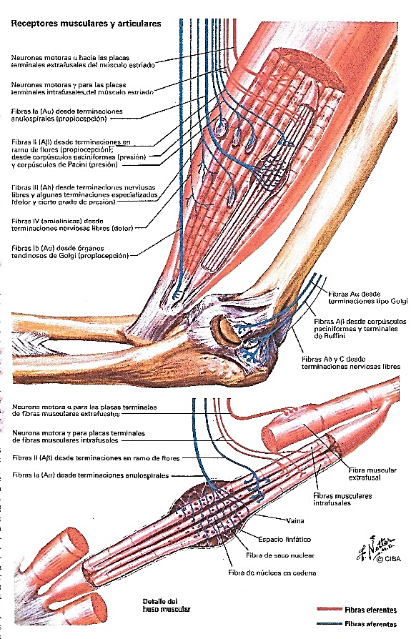 Receptores musculares y articulares
Neuronas motoras α hacia las placas
terminales extrafusales del músculo estriado
Neuronas motoras γ para las placas
terminales intrafusales del músculo estriado
Fibras Ia (Aα) desde terminaciones
anuloespirales (propiocepción)
Fibras II (Aβ) desde terminaciones en
ramo de flores (propiocepción);
desde corpúsculos paciniformes (presión)
y corpúsculos de Pacini (presión)
Fibras III (Aδ) desde terminaciones nerviosas
libres y algunas terminaciones especializadas
(dolor y cierto grado de presión)
Fibras IV (amielínicas) desde
terminaciones nerviosas libres (dolor)
Fibras Ib (Aα) desde órganos
tendinosos de Golgi (propiocepción)
Fibras Aα desde
terminaciones tipo Golgi
Fibras Aβ desde corpúsculos
paciniformes y terminales
de Ruffini
Fibras Aδ y C desde
terminaciones nerviosas libres
Neurona motora α para las placas terminales
de fibras musculares extrafusales
Neurona motora γ para placas terminales
de fibras musculares intrafusales
Fibras II (Aβ) desde terminaciones en ramo de flores
Fibras Ia (Aα) desde terminaciones anulospirales
Fibra muscular
extrafusal
Fibras musculares
intrafusales
Vaina
Espacio linfático
Fibra de saco nuclear
Fibra de núcleos en cadena
Detalle del
huso muscular
F. Netter
M.D.
© CIBA
Fibras eferentes
Fibras aferentes